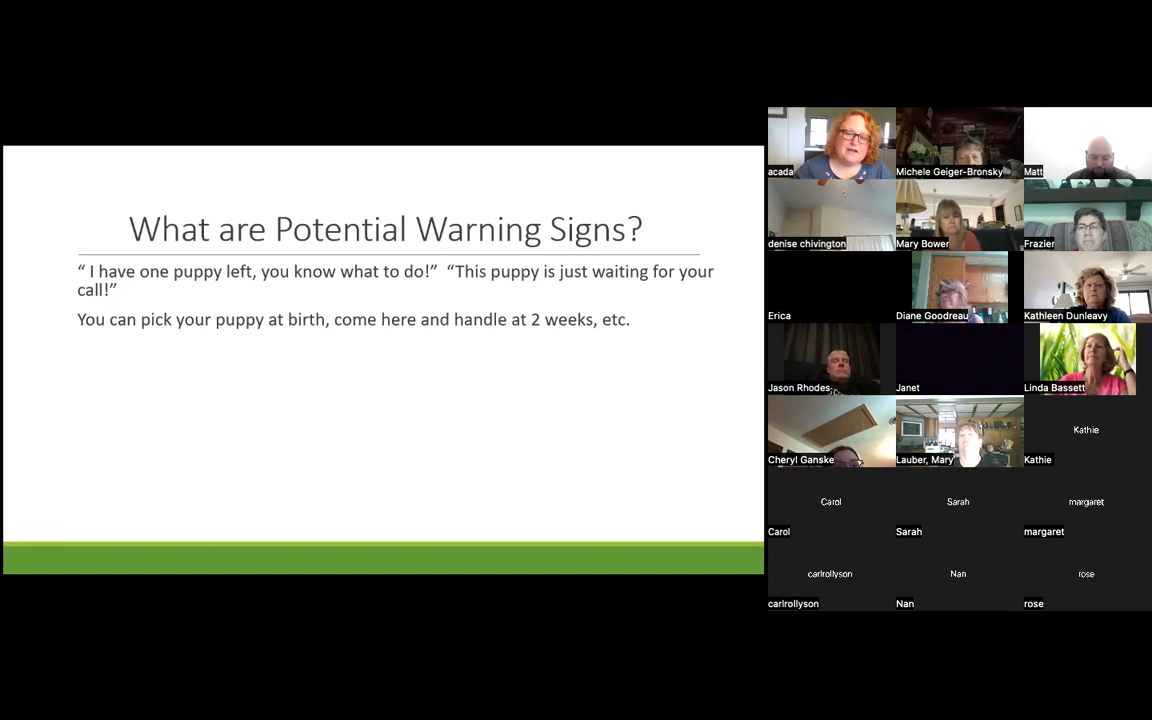 What are Potential Warning Signs?
“ I have one puppy left, you know what to do!”  “This puppy is just waiting for your
call!”
You can pick your puppy at birth, come here and handle at 2 weeks, etc.
acada
Michele Geiger-Bronsky
Matt
denise chivington
Mary Bower
Frazier
Erica
Diane Goodreau
Kathleen Dunleavy
Jason Rhodes
Janet
Linda Bassett
Cheryl Ganske
Lauber, Mary
Kathie
Kathie
Carol
Sarah
margaret
Carol
Sarah
margaret
carlrollyson
Nan
rose
carlrollyson
Nan
rose